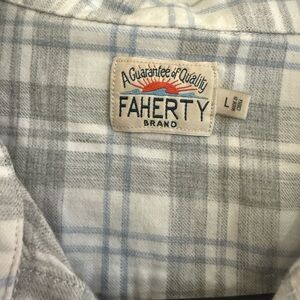 A Guarantee of Quality
FAHERTY
BRAND
L